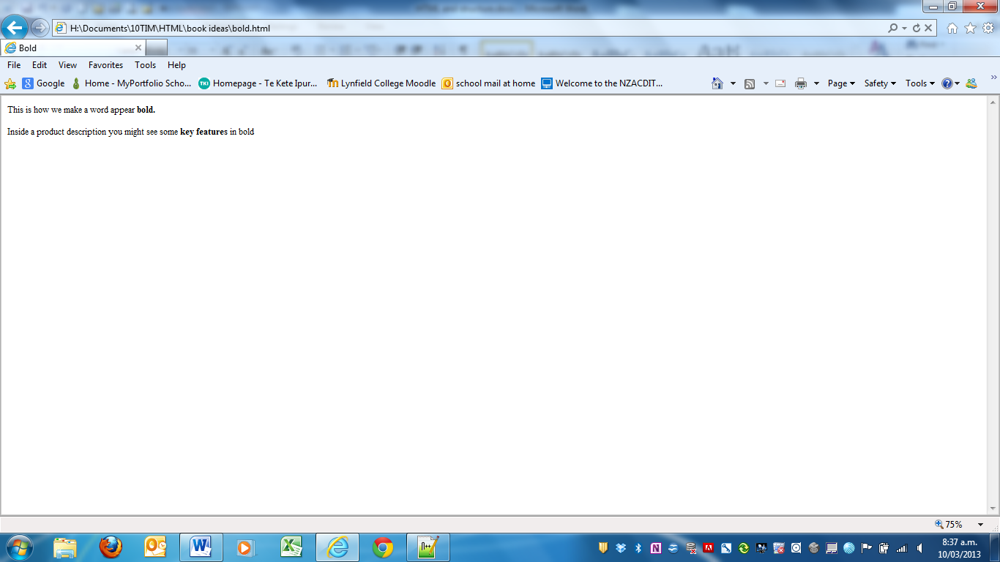 H:\Documents\10TIM\HTML\book ideas\bold.html
Bold
File Edit View Favorites Tools Help
Google Home - MyPortfolio Scho... TKI Homepage - Te Kete Ipur... Lynfield College Moodle school mail at home Welcome to the NZACDIT... Page Safety Tools
This is how we make a word appear bold.
Inside a product description you might see some key features in bold
75%
8:37 a.m.
10/03/2013